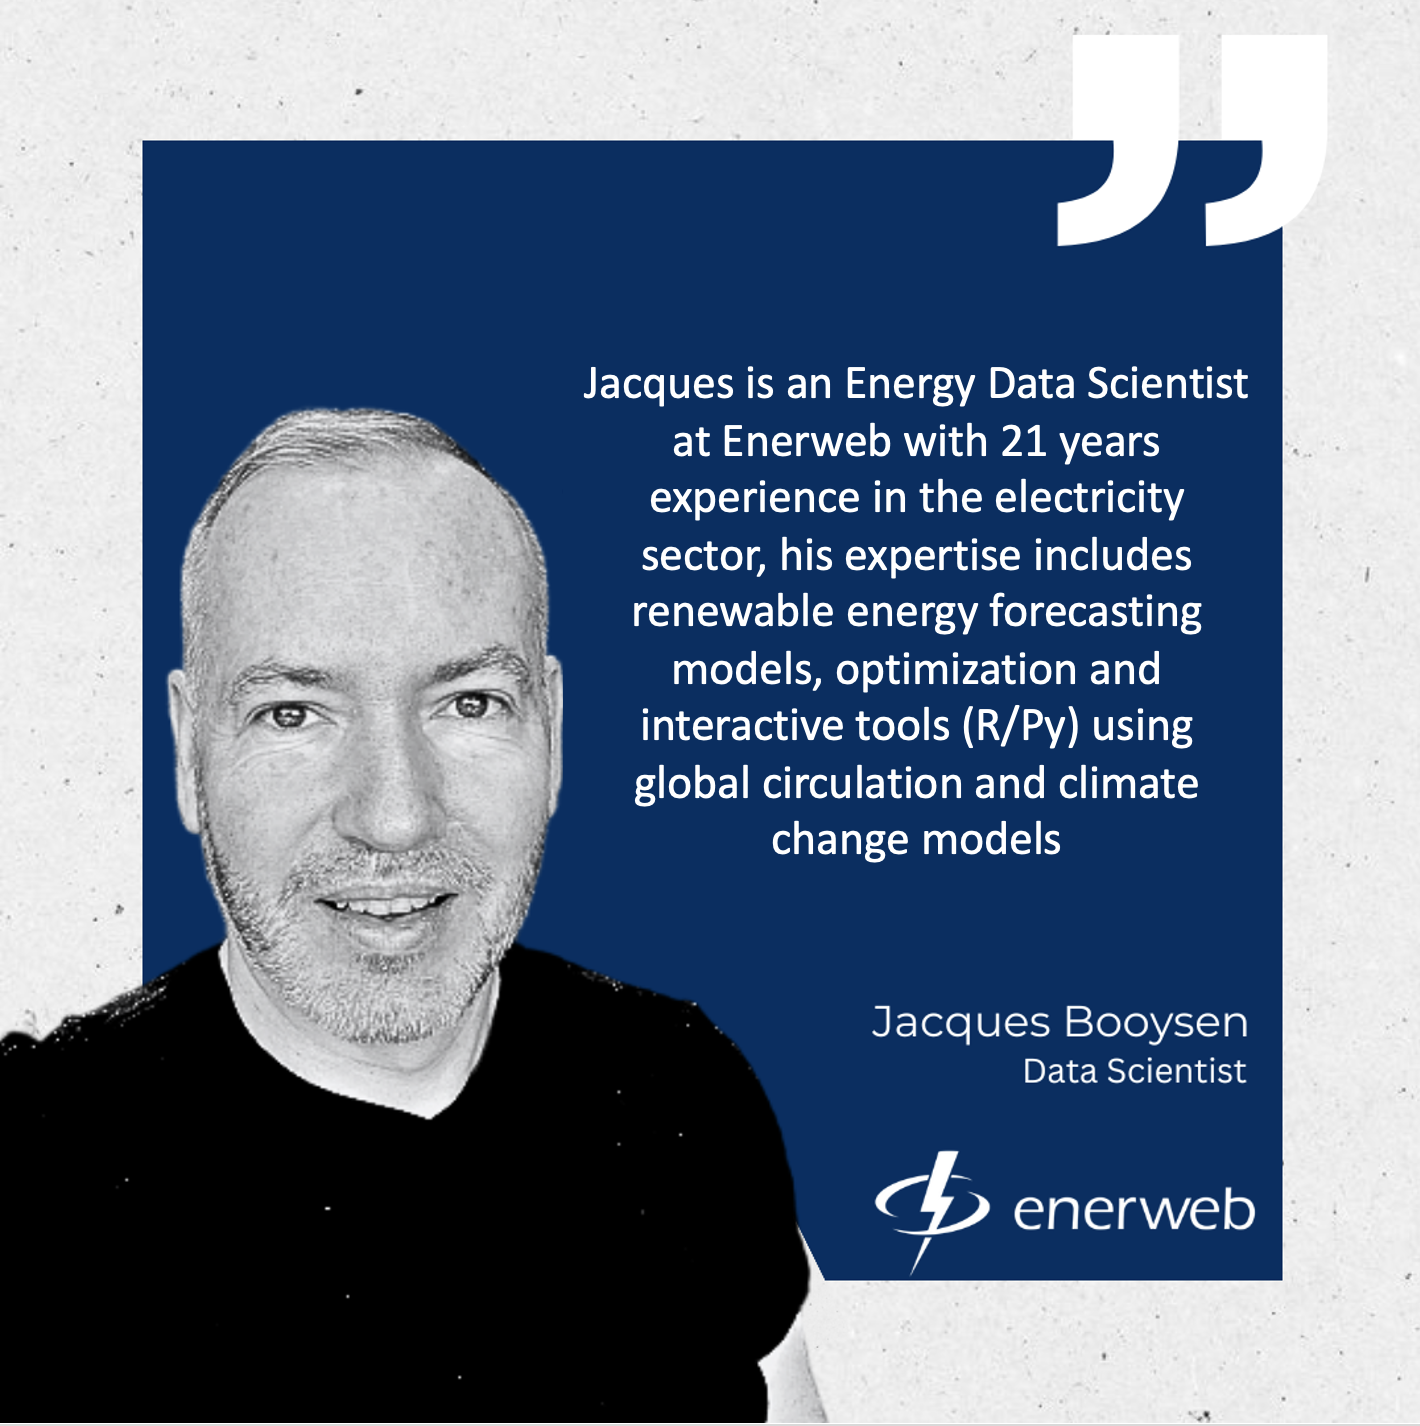 ”
Jacques is an Energy Data Scientist
at Enerweb with 21 years
experience in the electricity
sector, his expertise includes
renewable energy forecasting
models, optimization and
interactive tools (R/Py) using
global circulation and climate
change models
Jacques Booysen
Data Scientist
enerweb